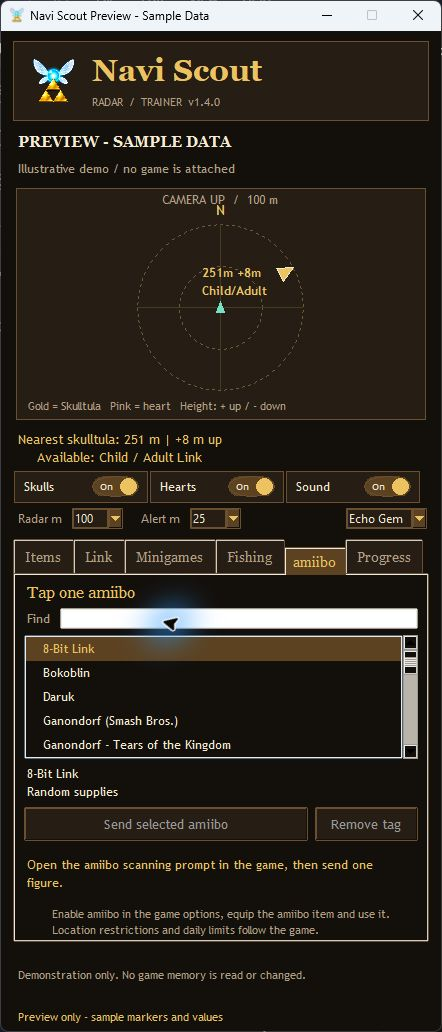 Navi Scout Preview - Sample Data
Navi Scout
RADAR / TRAINER v1.4.0
PREVIEW - SAMPLE DATA
Illustrative demo / no game is attached
CAMERA UP / 100 m
N
251m +8m
Child/Adult
Gold = Skulltula Pink = heart Height: + up / - down
Nearest skulltula: 251 m | +8 m up
Available: Child / Adult Link
Skulls On Hearts On Sound On
Radar m 100 Alert m 25 Echo Gem
Items Link Minigames Fishing amiibo Progress
Tap one amiibo
Find
8-Bit Link
Bokoblin
Daruk
Ganondorf (Smash Bros.)
Ganondorf - Tears of the Kingdom
8-Bit Link
Random supplies
Send selected amiibo Remove tag
Open the amiibo scanning prompt in the game, then send one
figure.
Enable amiibo in the game options, equip the amiibo item and use it.
Location restrictions and daily limits follow the game.
Demonstration only. No game memory is read or changed.
Preview only - sample markers and values